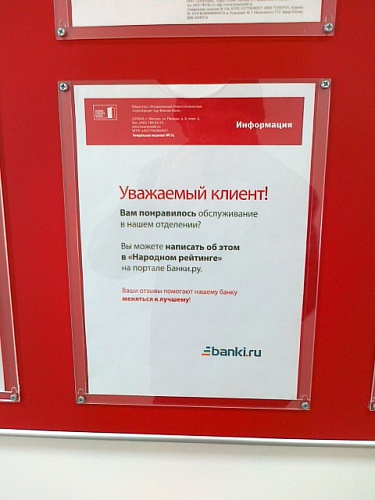 Информация
Уважаемый клиент!
Вам понравилось обслуживание
в нашем отделении?
Вы можете написать об этом
в «Народном рейтинге»
на портале Банки.ру.
Ваши отзывы помогают нашему банку
меняться к лучшему!
banki.ru